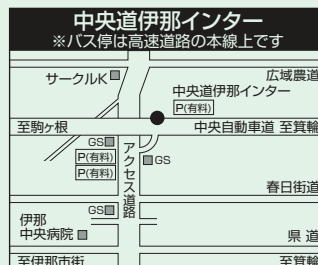 中央道伊那インター
※バス停は高速道路の本線上です
サークルK
広域農道
中央道伊那インター
P(有料)
至駒ヶ根
中央自動車道 至箕輪
GS
P(有料)
P(有料)
アクセス道路
GS
春日街道
GS
伊那
中央病院
県 道
至伊那市街
至箕輪